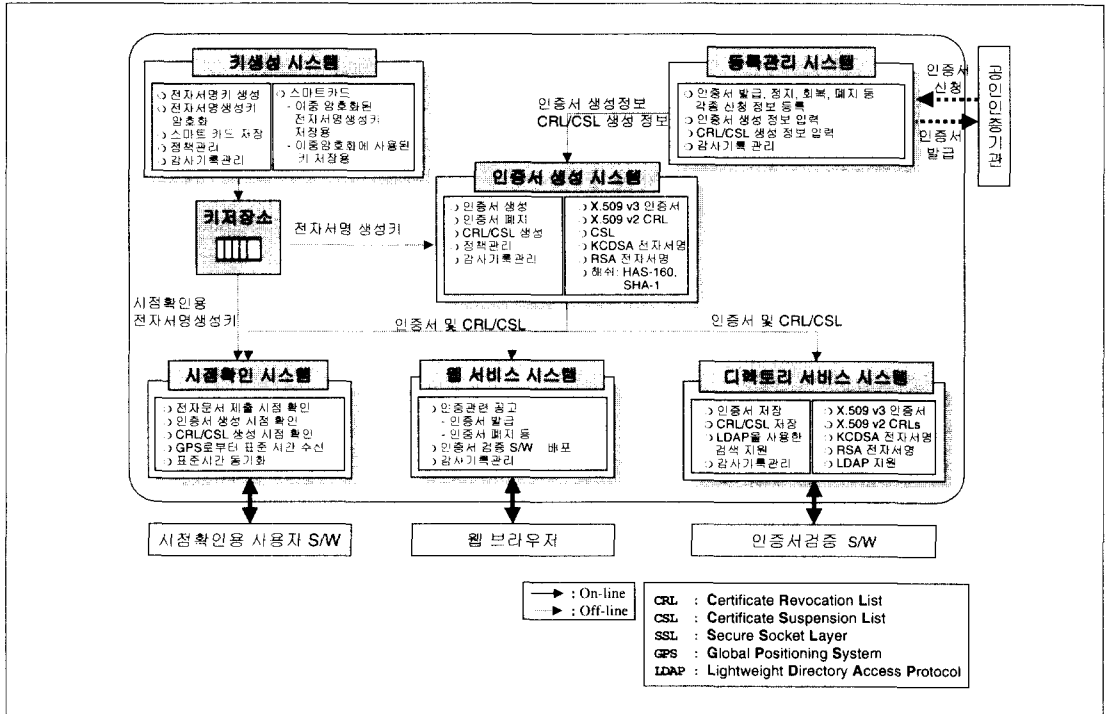 키생성 시스템
❍ 전자서명키 생성
❍ 전자서명생성키
암호화
❍ 스마트 카드 저장
❍ 정책관리
❍ 감사기록관리
❍ 스마트카드
- 이중 암호화된
전자서명생성키
저장용
- 이중암호화에 사용된
키 저장용
등록관리 시스템
❍ 인증서 발급, 정지, 회복, 폐지 등
각종 신청 정보 등록
❍ 인증서 생성 정보 입력
❍ CRL/CSL 생성 정보 입력
❍ 감사기록 관리
인증서
신청
인증서
발급
공인인증기관
인증서 생성정보
CRL/CSL 생성 정보
인증서 생성 시스템
❍ 인증서 생성
❍ 인증서 폐지
❍ CRL/CSL 생성
❍ 정책관리
❍ 감사기록관리
❍ X.509 v3 인증서
❍ X.509 v2 CRL
❍ CSL
❍ KCDSA 전자서명
❍ RSA 전자서명
❍ 해쉬: HAS-160,
SHA-1
키저장소
전자서명 생성키
시점확인용
전자서명생성키
인증서 및 CRL/CSL
인증서 및 CRL/CSL
시점확인 시스템
❍ 전자문서 제출 시점 확인
❍ 인증서 생성 시점 확인
❍ CRL/CSL 생성 시점 확인
❍ GPS로부터 표준 시간 수신
❍ 표준시간 동기화
웹 서비스 시스템
❍ 인증관련 공고
- 인증서 발급
- 인증서 폐지 등
❍ 인증서 검증 S/W 배포
❍ 감사기록관리
디렉토리 서비스 시스템
❍ 인증서 저장
❍ CRL/CSL 저장
❍ LDAP을 사용한
검색 지원
❍ 감사기록관리
❍ X.509 v3 인증서
❍ X.509 v2 CRLs
❍ KCDSA 전자서명
❍ RSA 전자서명
❍ LDAP 지원
시점확인용 사용자 S/W
웹 브라우저
인증서검증 S/W
: On-line
: Off-line
CRL : Certificate Revocation List
CSL : Certificate Suspension List
SSL : Secure Socket Layer
GPS : Global Positioning System
LDAP : Lightweight Directory Access Protocol